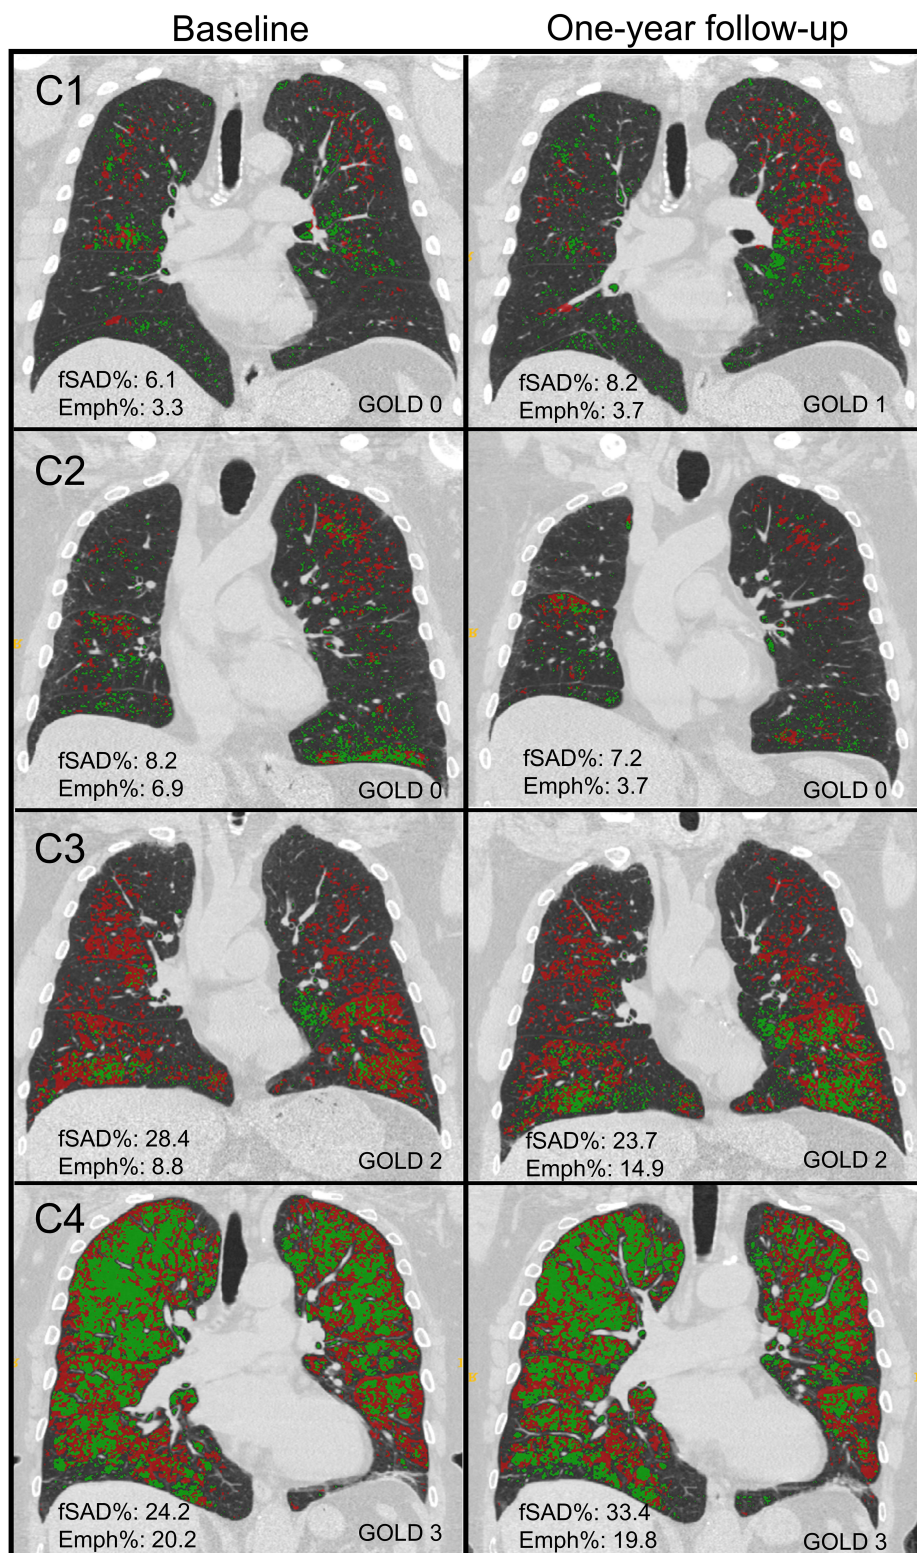 Baseline
One-year follow-up
C1
fSAD%: 6.1
Emph%: 3.3
GOLD 0
fSAD%: 8.2
Emph%: 3.7
GOLD 1
C2
fSAD%: 8.2
Emph%: 6.9
GOLD 0
fSAD%: 7.2
Emph%: 3.7
GOLD 0
C3
fSAD%: 28.4
Emph%: 8.8
GOLD 2
fSAD%: 23.7
Emph%: 14.9
GOLD 2
C4
fSAD%: 24.2
Emph%: 20.2
GOLD 3
fSAD%: 33.4
Emph%: 19.8
GOLD 3